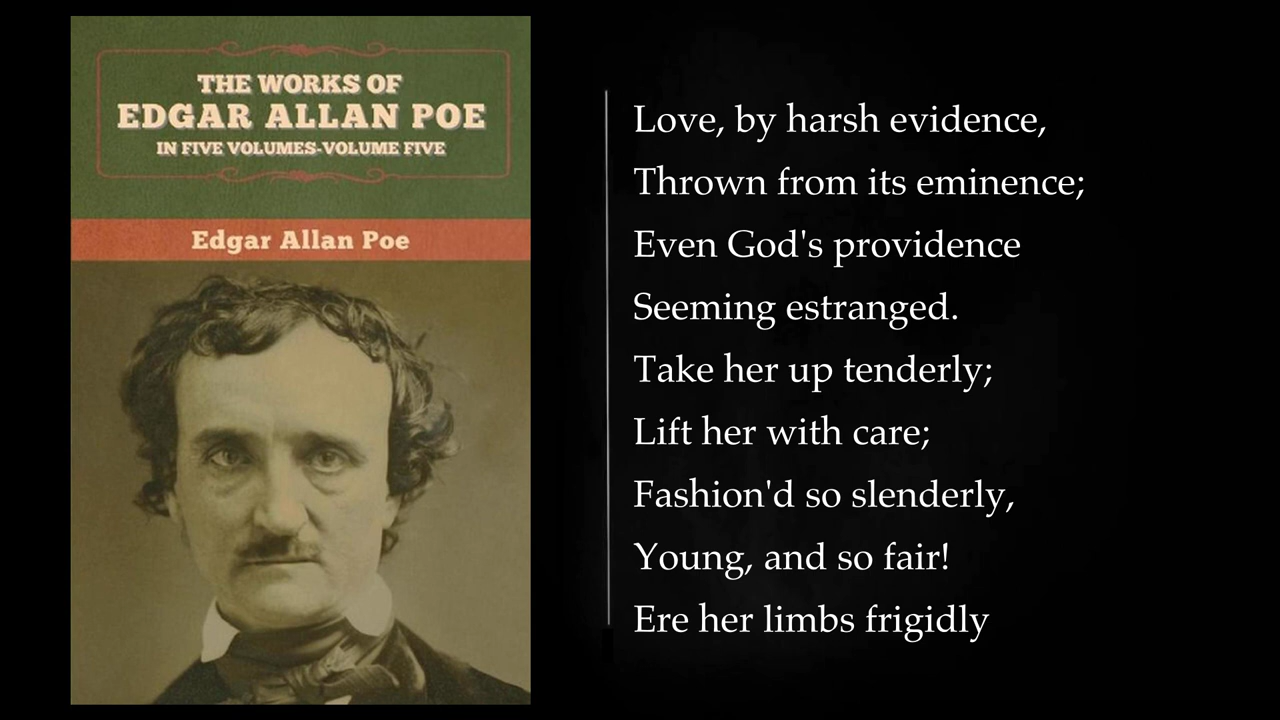 THE WORKS OF
EDGAR ALLAN POE
IN FIVE VOLUMES-VOLUME FIVE
Edgar Allan Poe
Love, by harsh evidence,
Thrown from its eminence;
Even God's providence
Seeming estranged.
Take her up tenderly;
Lift her with care;
Fashion'd so slenderly,
Young, and so fair!
Ere her limbs frigidly